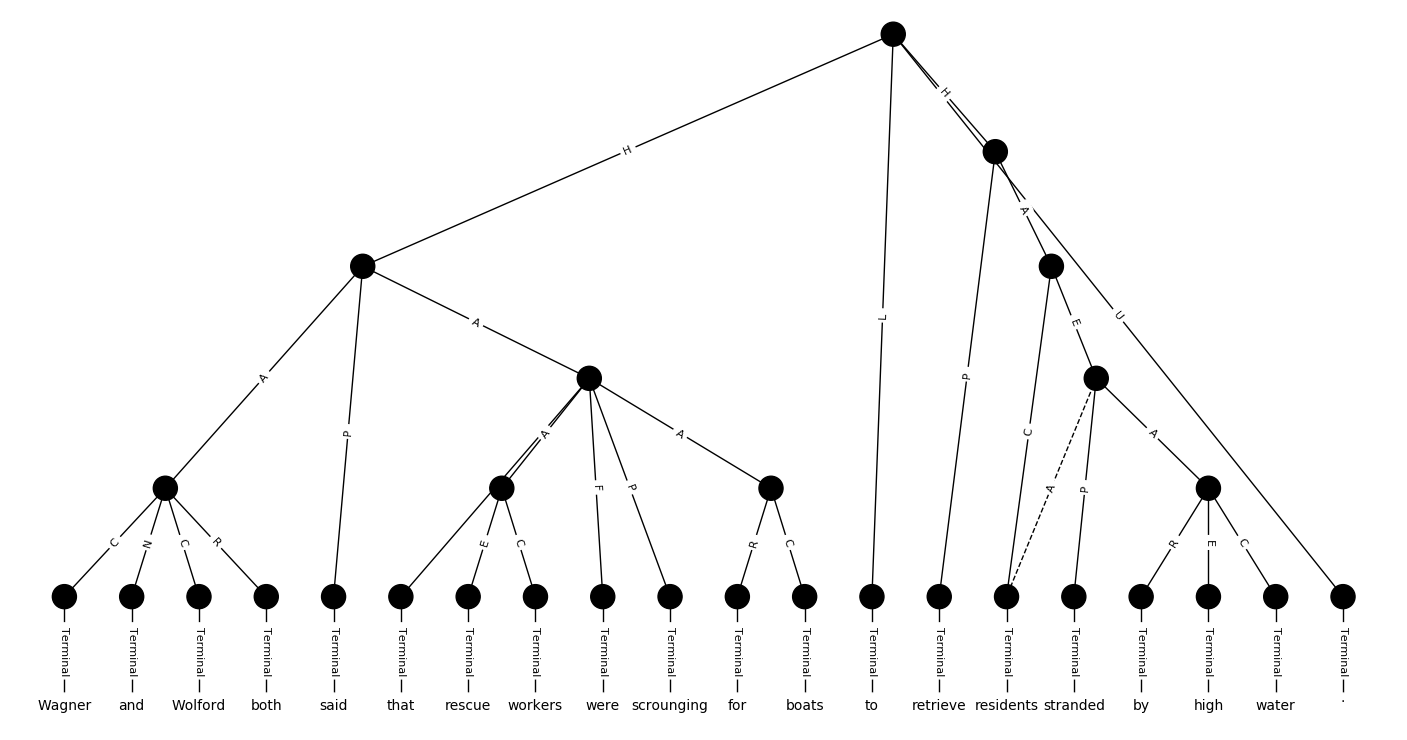 H
H
A
A
E
L
U
A
P
P
C
A
A
A
P
A
F
P
C
N
C
R
E
C
R
C
R
E
C
Terminal Terminal Terminal Terminal Terminal Terminal Terminal Terminal Terminal Terminal Terminal Terminal Terminal Terminal Terminal Terminal Terminal Terminal Terminal Terminal
Wagner and Wolford both said that rescue workers were scrounging for boats to retrieve residents stranded by high water .